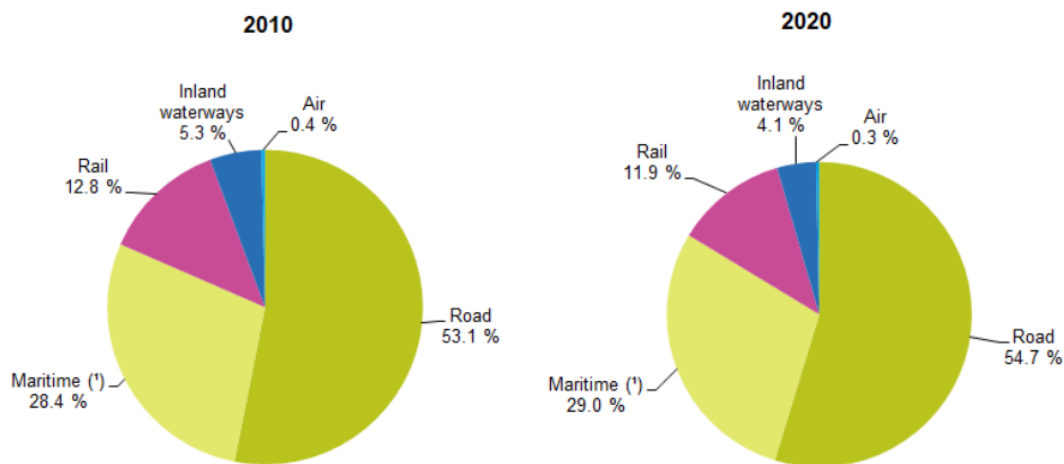 2010
Inland
waterways
5.3 %
Air
0.4 %
Rail
12.8 %
Road
53.1 %
Maritime (¹)
28.4 %
2020
Inland
waterways
4.1 %
Air
0.3 %
Rail
11.9 %
Road
54.7 %
Maritime (¹)
29.0 %